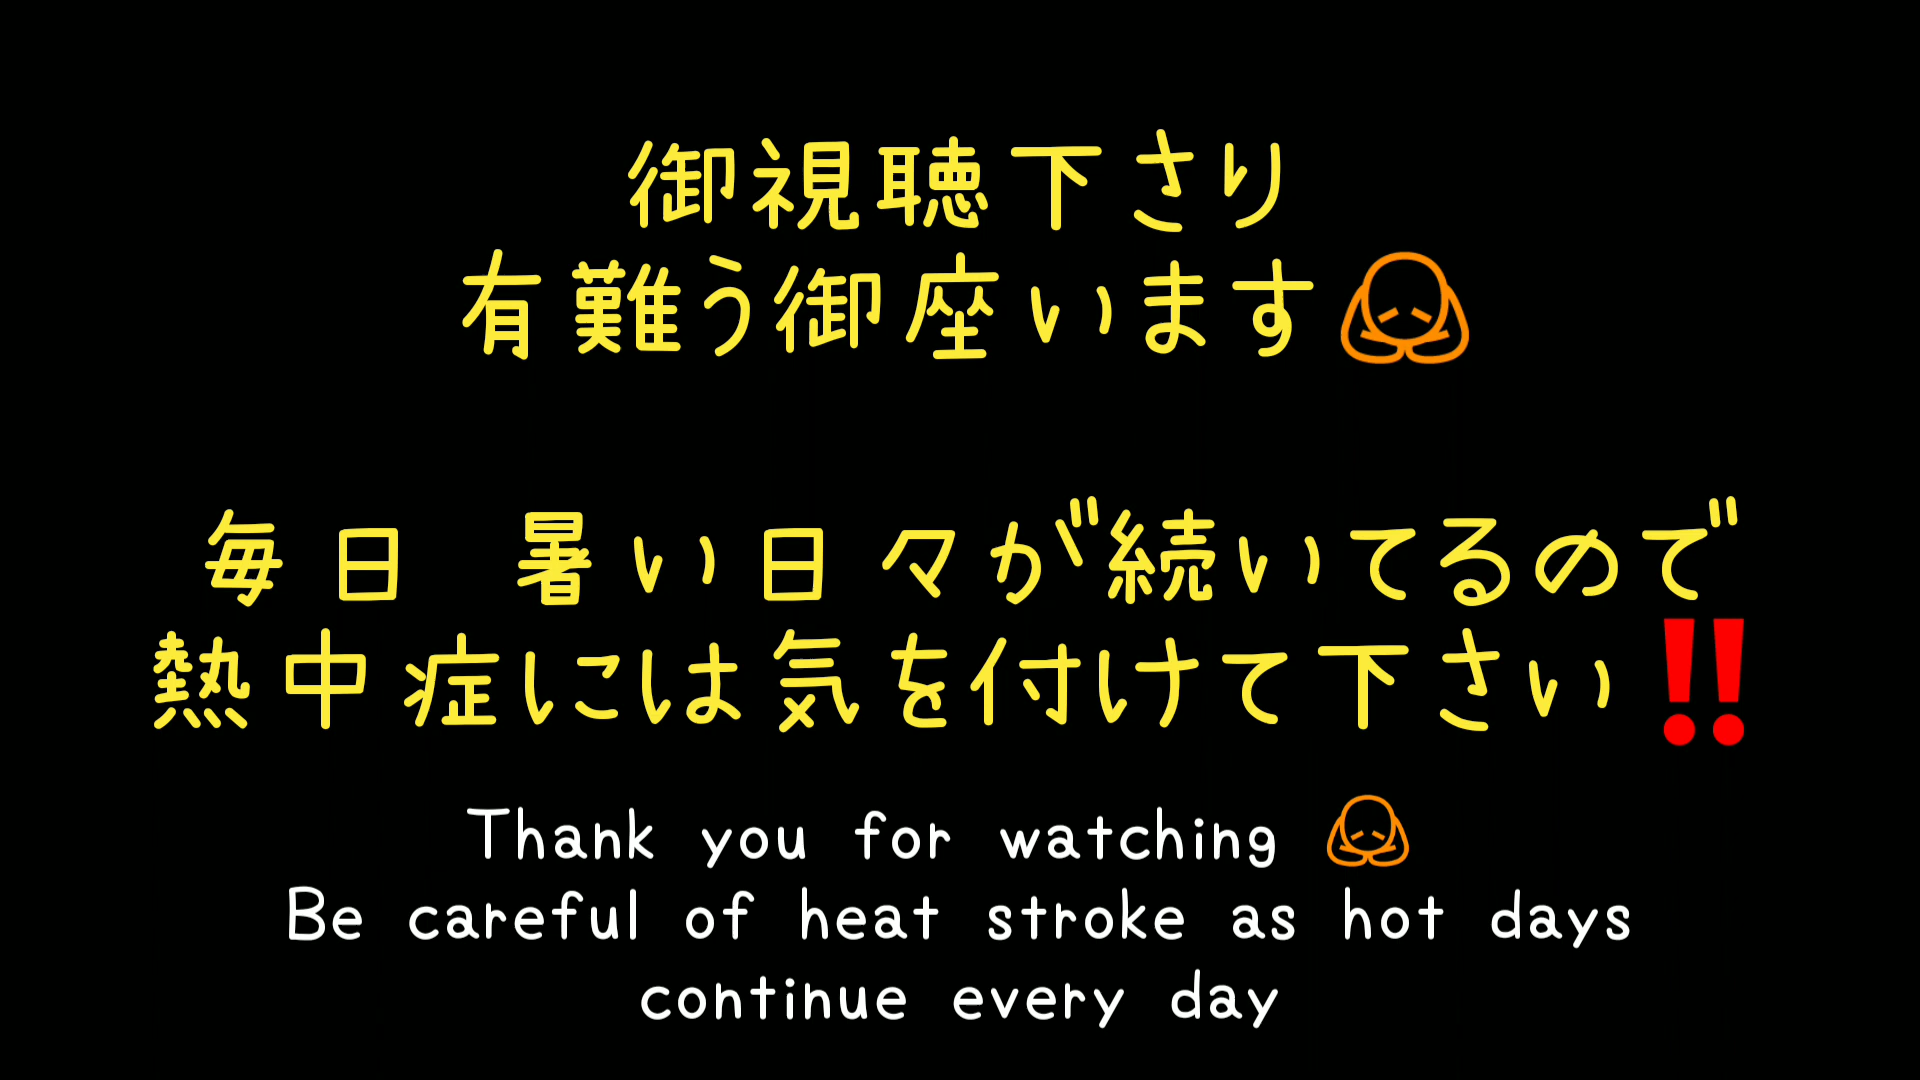 御視聴下さり
有難う御座います🙇
毎日 暑い日々が続いてるので
熱中症には気を付けて下さい‼
Thank you for watching 🙇
Be careful of heat stroke as hot days
continue every day